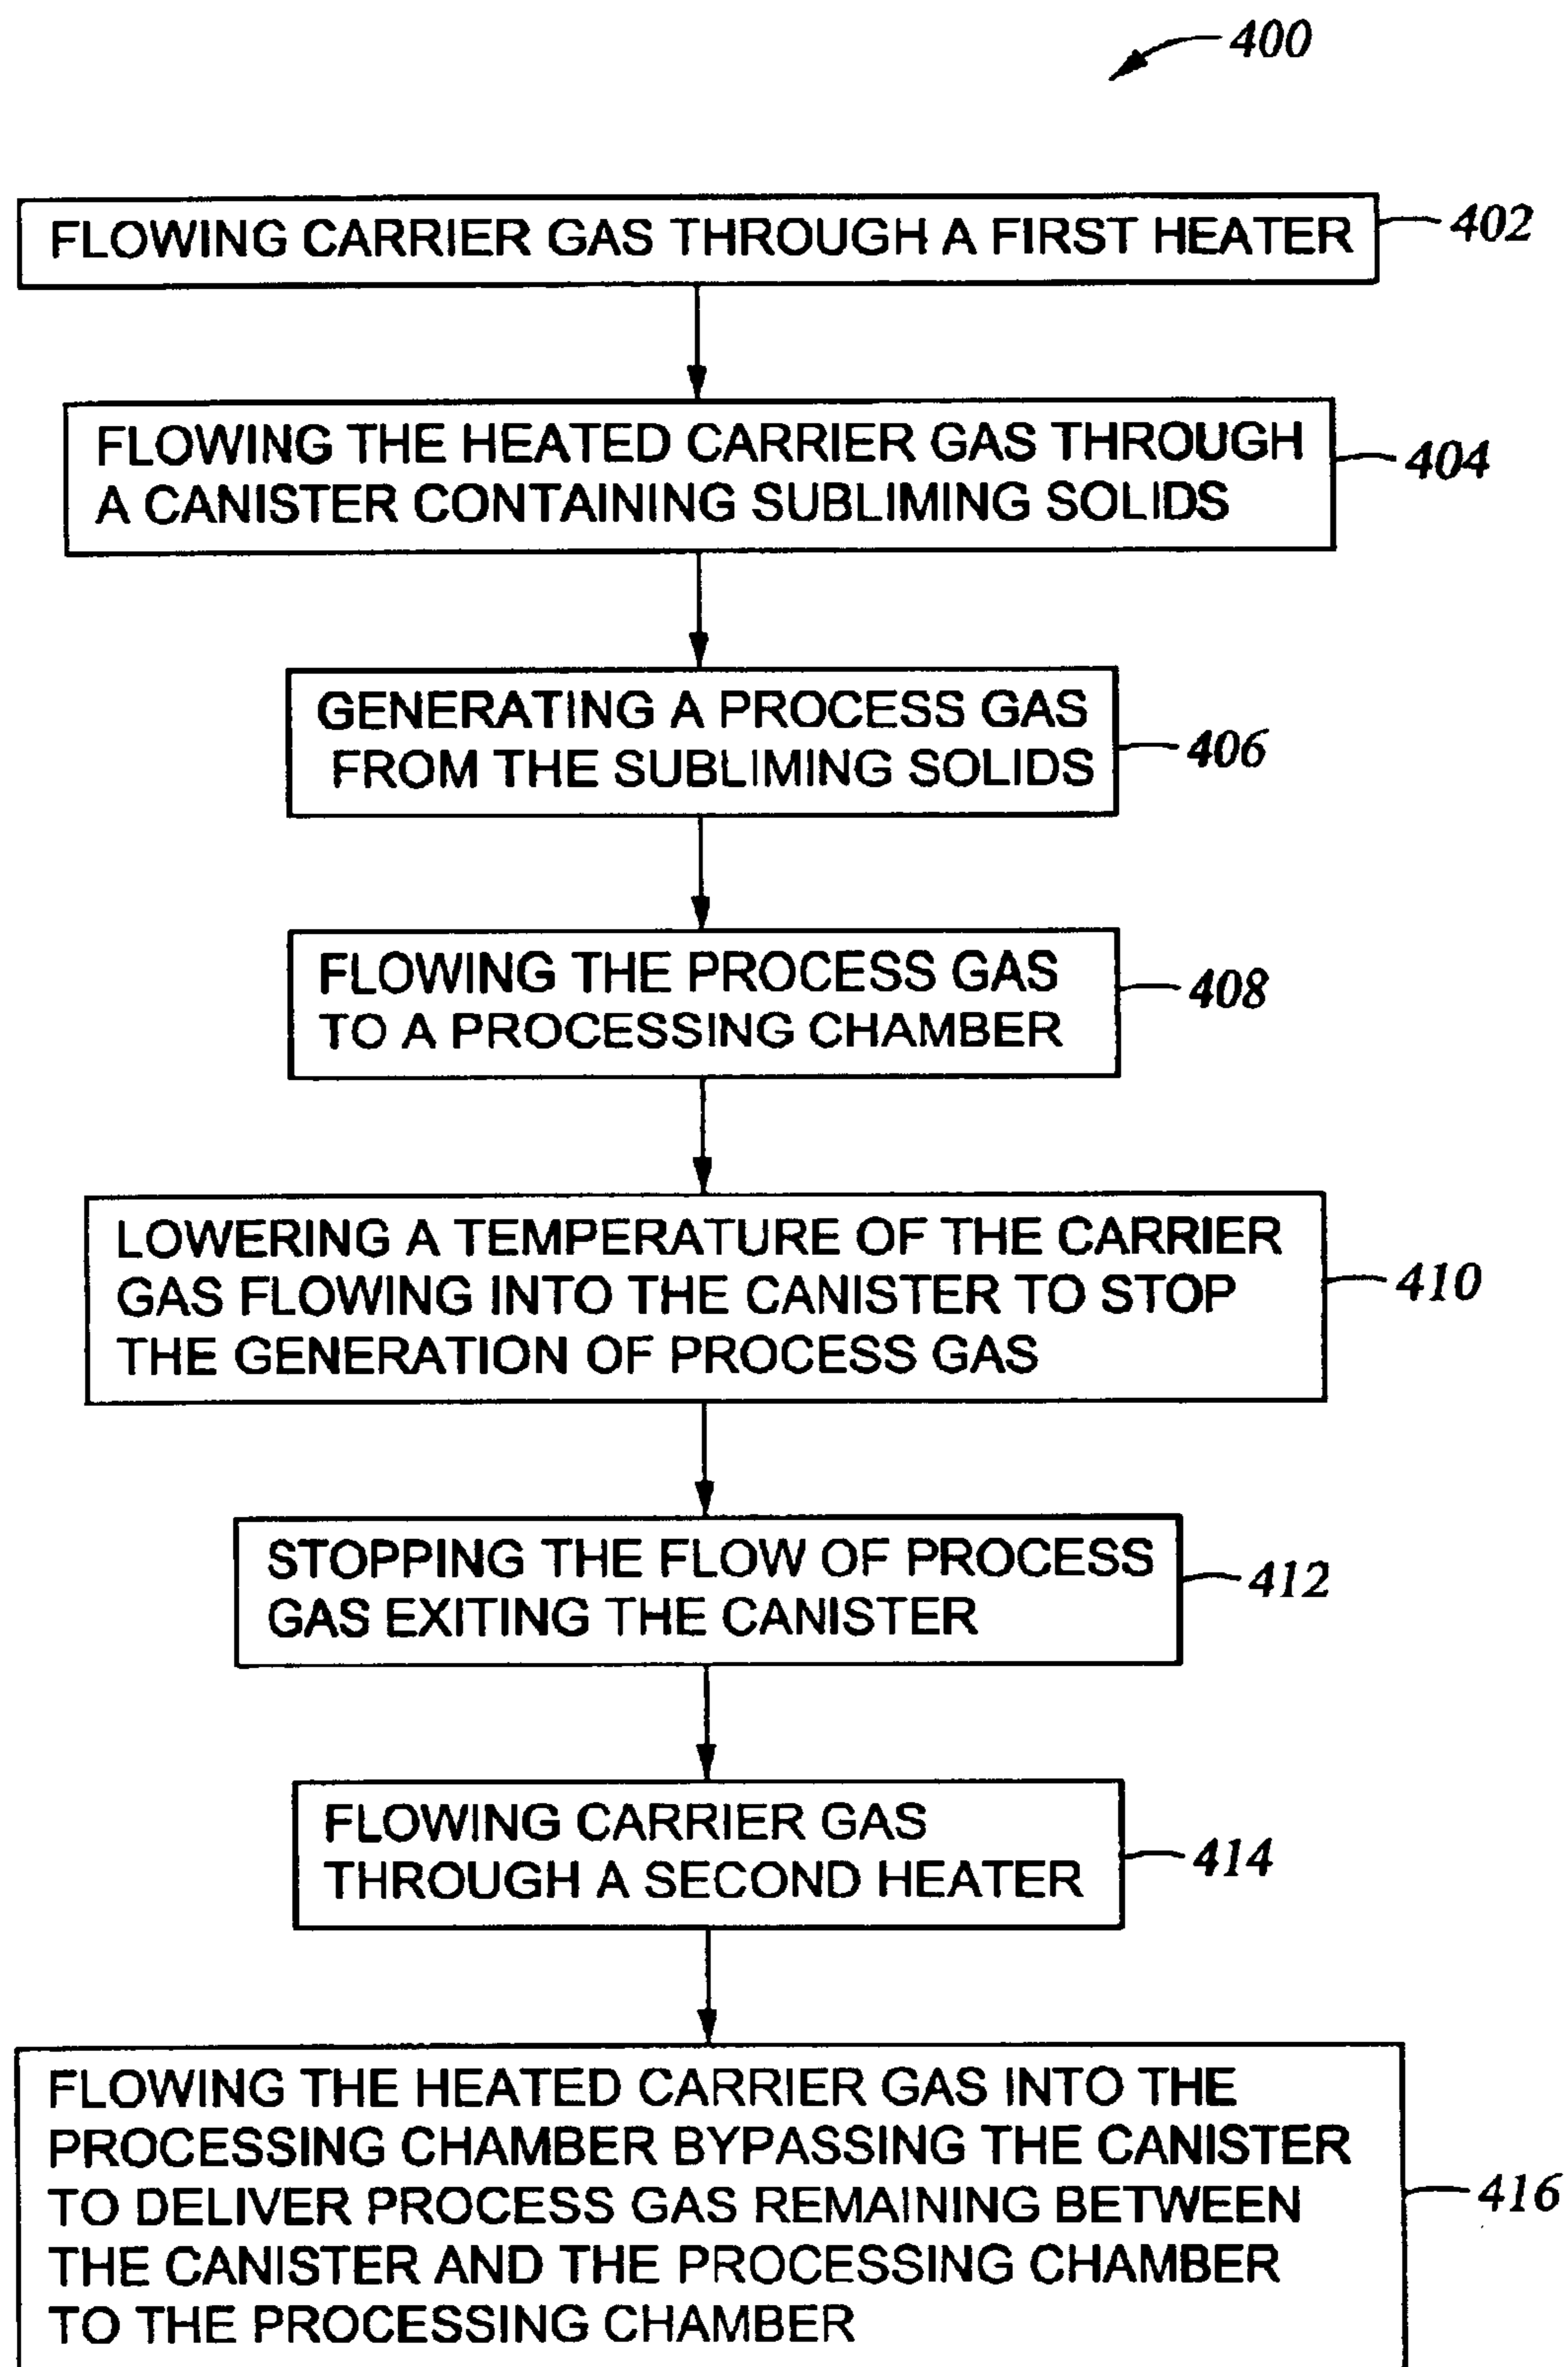 400
FLOWING CARRIER GAS THROUGH A FIRST HEATER
402
FLOWING THE HEATED CARRIER GAS THROUGH
A CANISTER CONTAINING SUBLIMING SOLIDS
404
GENERATING A PROCESS GAS
FROM THE SUBLIMING SOLIDS
406
FLOWING THE PROCESS GAS
TO A PROCESSING CHAMBER
408
LOWERING A TEMPERATURE OF THE CARRIER
GAS FLOWING INTO THE CANISTER TO STOP
THE GENERATION OF PROCESS GAS
410
STOPPING THE FLOW OF PROCESS
GAS EXITING THE CANISTER
412
FLOWING CARRIER GAS
THROUGH A SECOND HEATER
414
FLOWING THE HEATED CARRIER GAS INTO THE
PROCESSING CHAMBER BYPASSING THE CANISTER
TO DELIVER PROCESS GAS REMAINING BETWEEN
THE CANISTER AND THE PROCESSING CHAMBER
TO THE PROCESSING CHAMBER
416